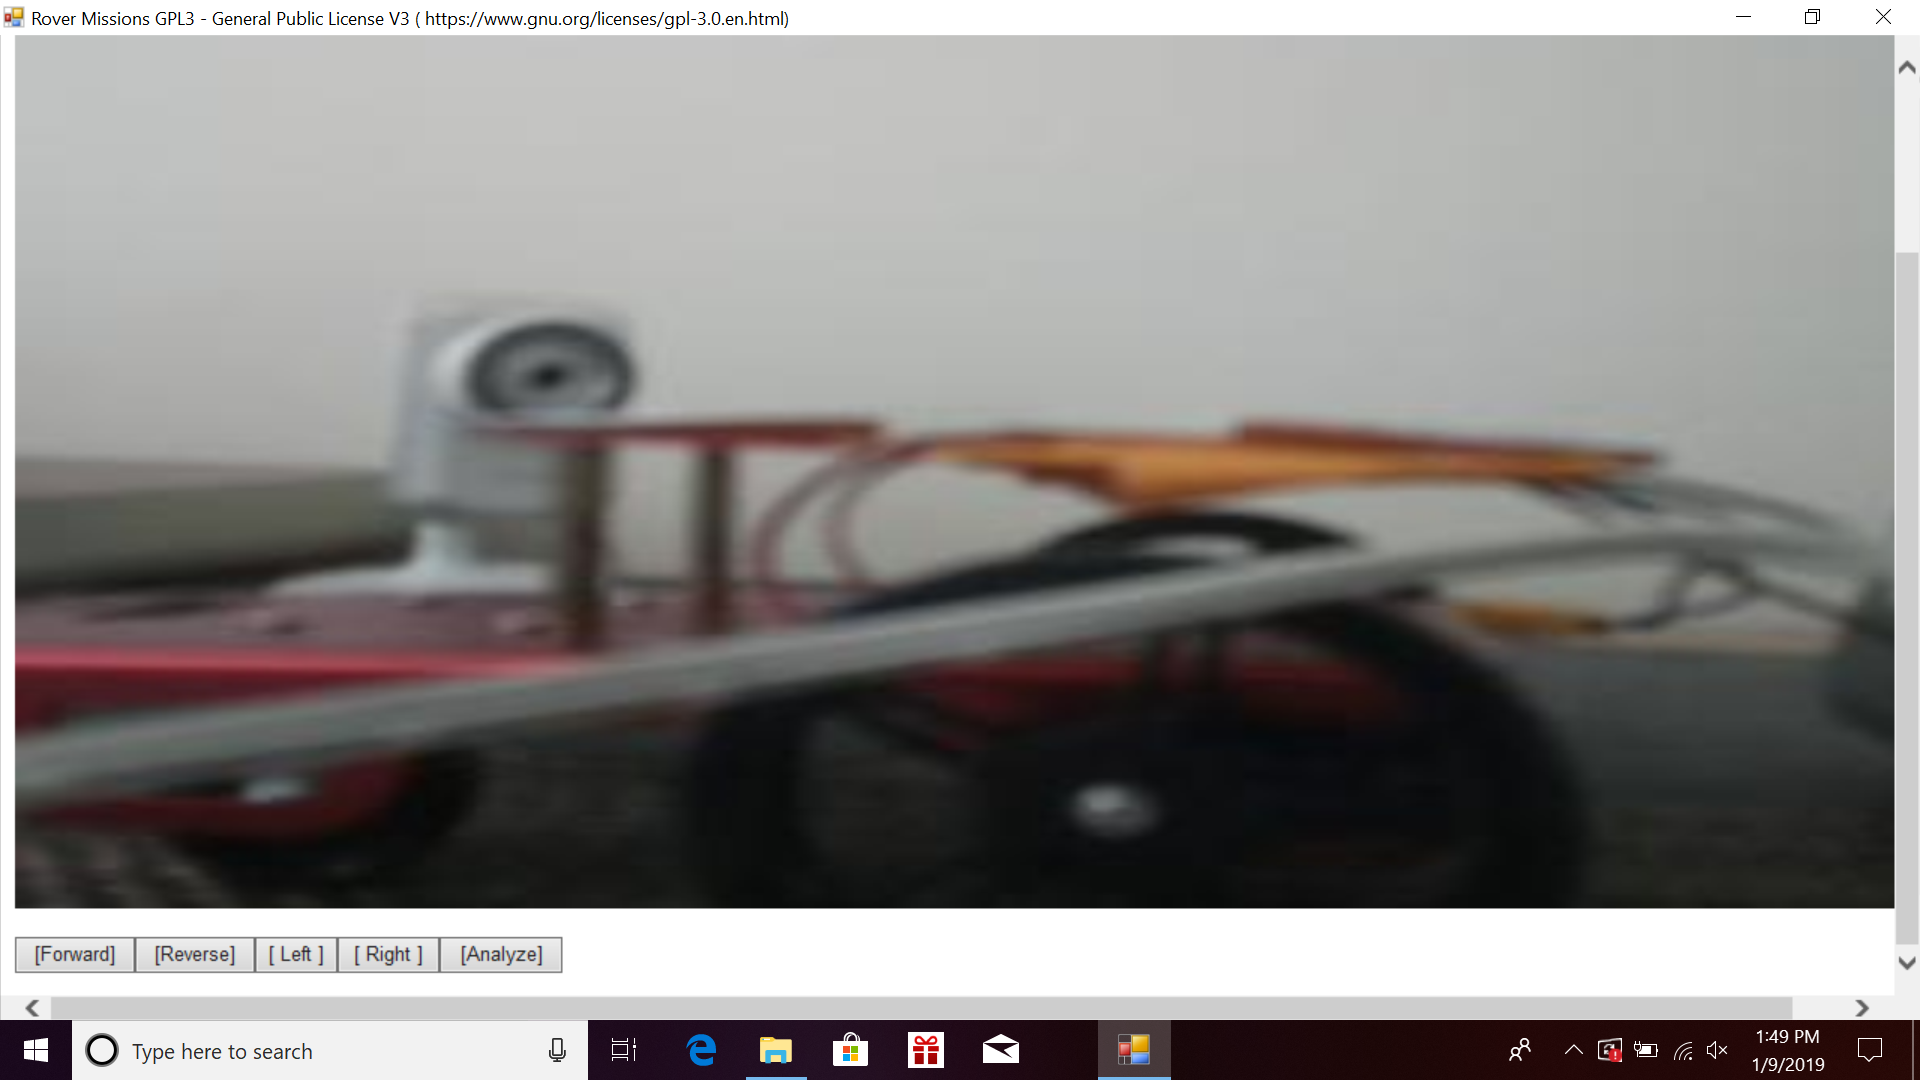 Rover Missions GPL3 - General Public License V3 ( https://www.gnu.org/licenses/gpl-3.0.en.html)
[Forward] [Reverse] [ Left ] [ Right ] [Analyze]
Type here to search
1:49 PM
1/9/2019